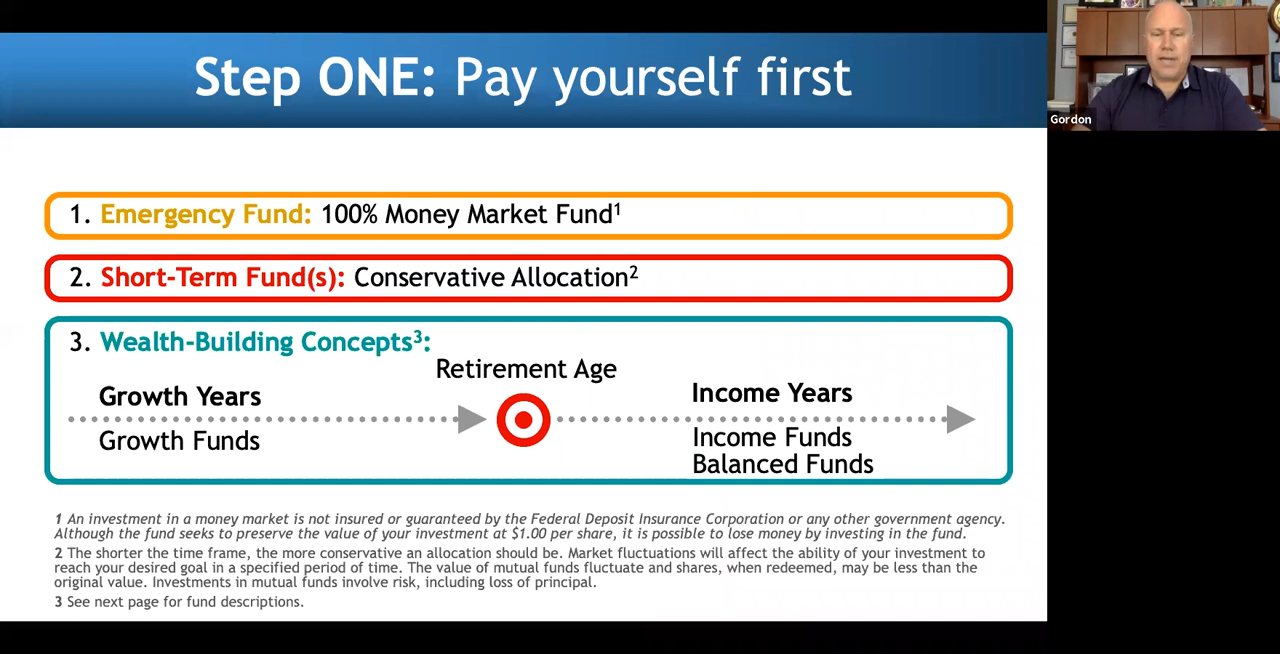 Step ONE: Pay yourself first
Gordon
1. Emergency Fund: 100% Money Market Fund¹
2. Short-Term Fund(s): Conservative Allocation²
3. Wealth-Building Concepts³:
Retirement Age
Growth Years
Income Years
Growth Funds
Income Funds
Balanced Funds
1 An investment in a money market is not insured or guaranteed by the Federal Deposit Insurance Corporation or any other government agency.
Although the fund seeks to preserve the value of your investment at $1.00 per share, it is possible to lose money by investing in the fund.
2 The shorter the time frame, the more conservative an allocation should be. Market fluctuations will affect the ability of your investment to
reach your desired goal in a specified period of time. The value of mutual funds fluctuate and shares, when redeemed, may be less than the
original value. Investments in mutual funds involve risk, including loss of principal.
3 See next page for fund descriptions.